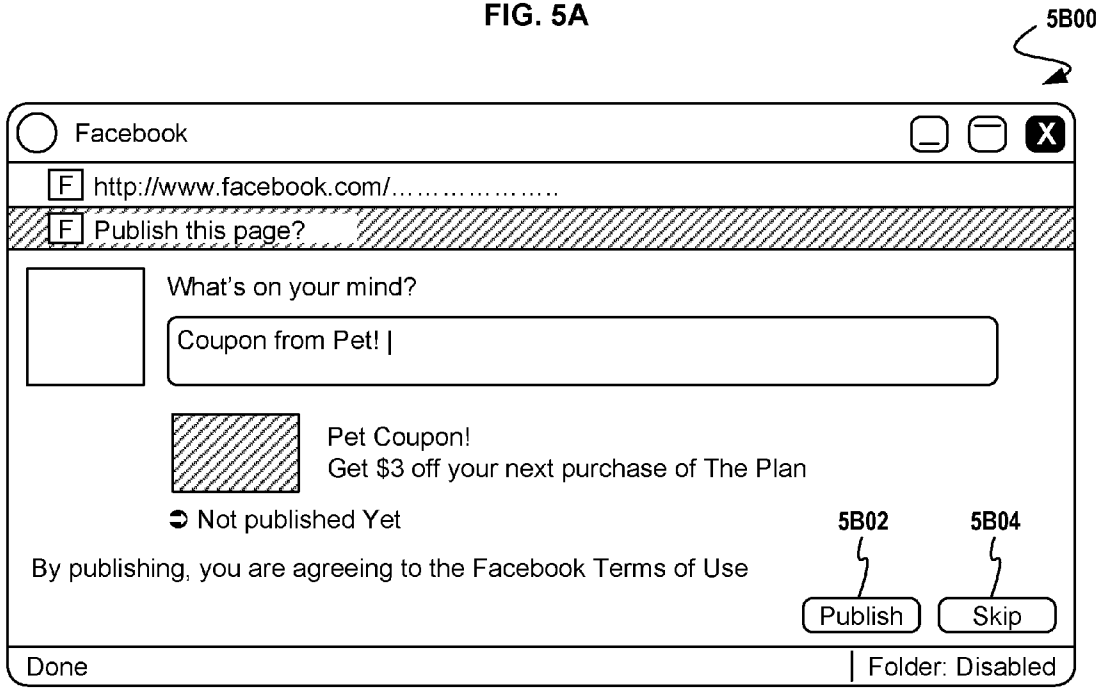 FIG. 5A
5B00
Facebook
X
F http://www.facebook.com/....................
F Publish this page?
What's on your mind?
Coupon from Pet! |
Pet Coupon!
Get $3 off your next purchase of The Plan
➲ Not published Yet
5B02 5B04
By publishing, you are agreeing to the Facebook Terms of Use
Publish Skip
Done | Folder: Disabled